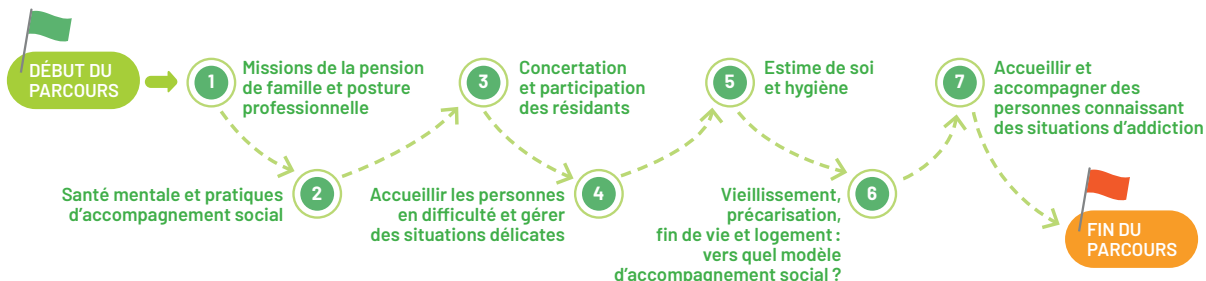 DÉBUT DU
PARCOURS
1
Missions de la pension
de famille et posture
professionnelle
2
Santé mentale et pratiques
d'accompagnement social
3
Concertation
et participation
des résidants
4
Accueillir les personnes
en difficulté et gérer
des situations délicates
5
Estime de soi
et hygiène
6
Vieillissement,
précarisation,
fin de vie et logement :
vers quel modèle
d'accompagnement social ?
7
Accueillir et
accompagner des
personnes connaissant
des situations d'addiction
FIN DU
PARCOURS